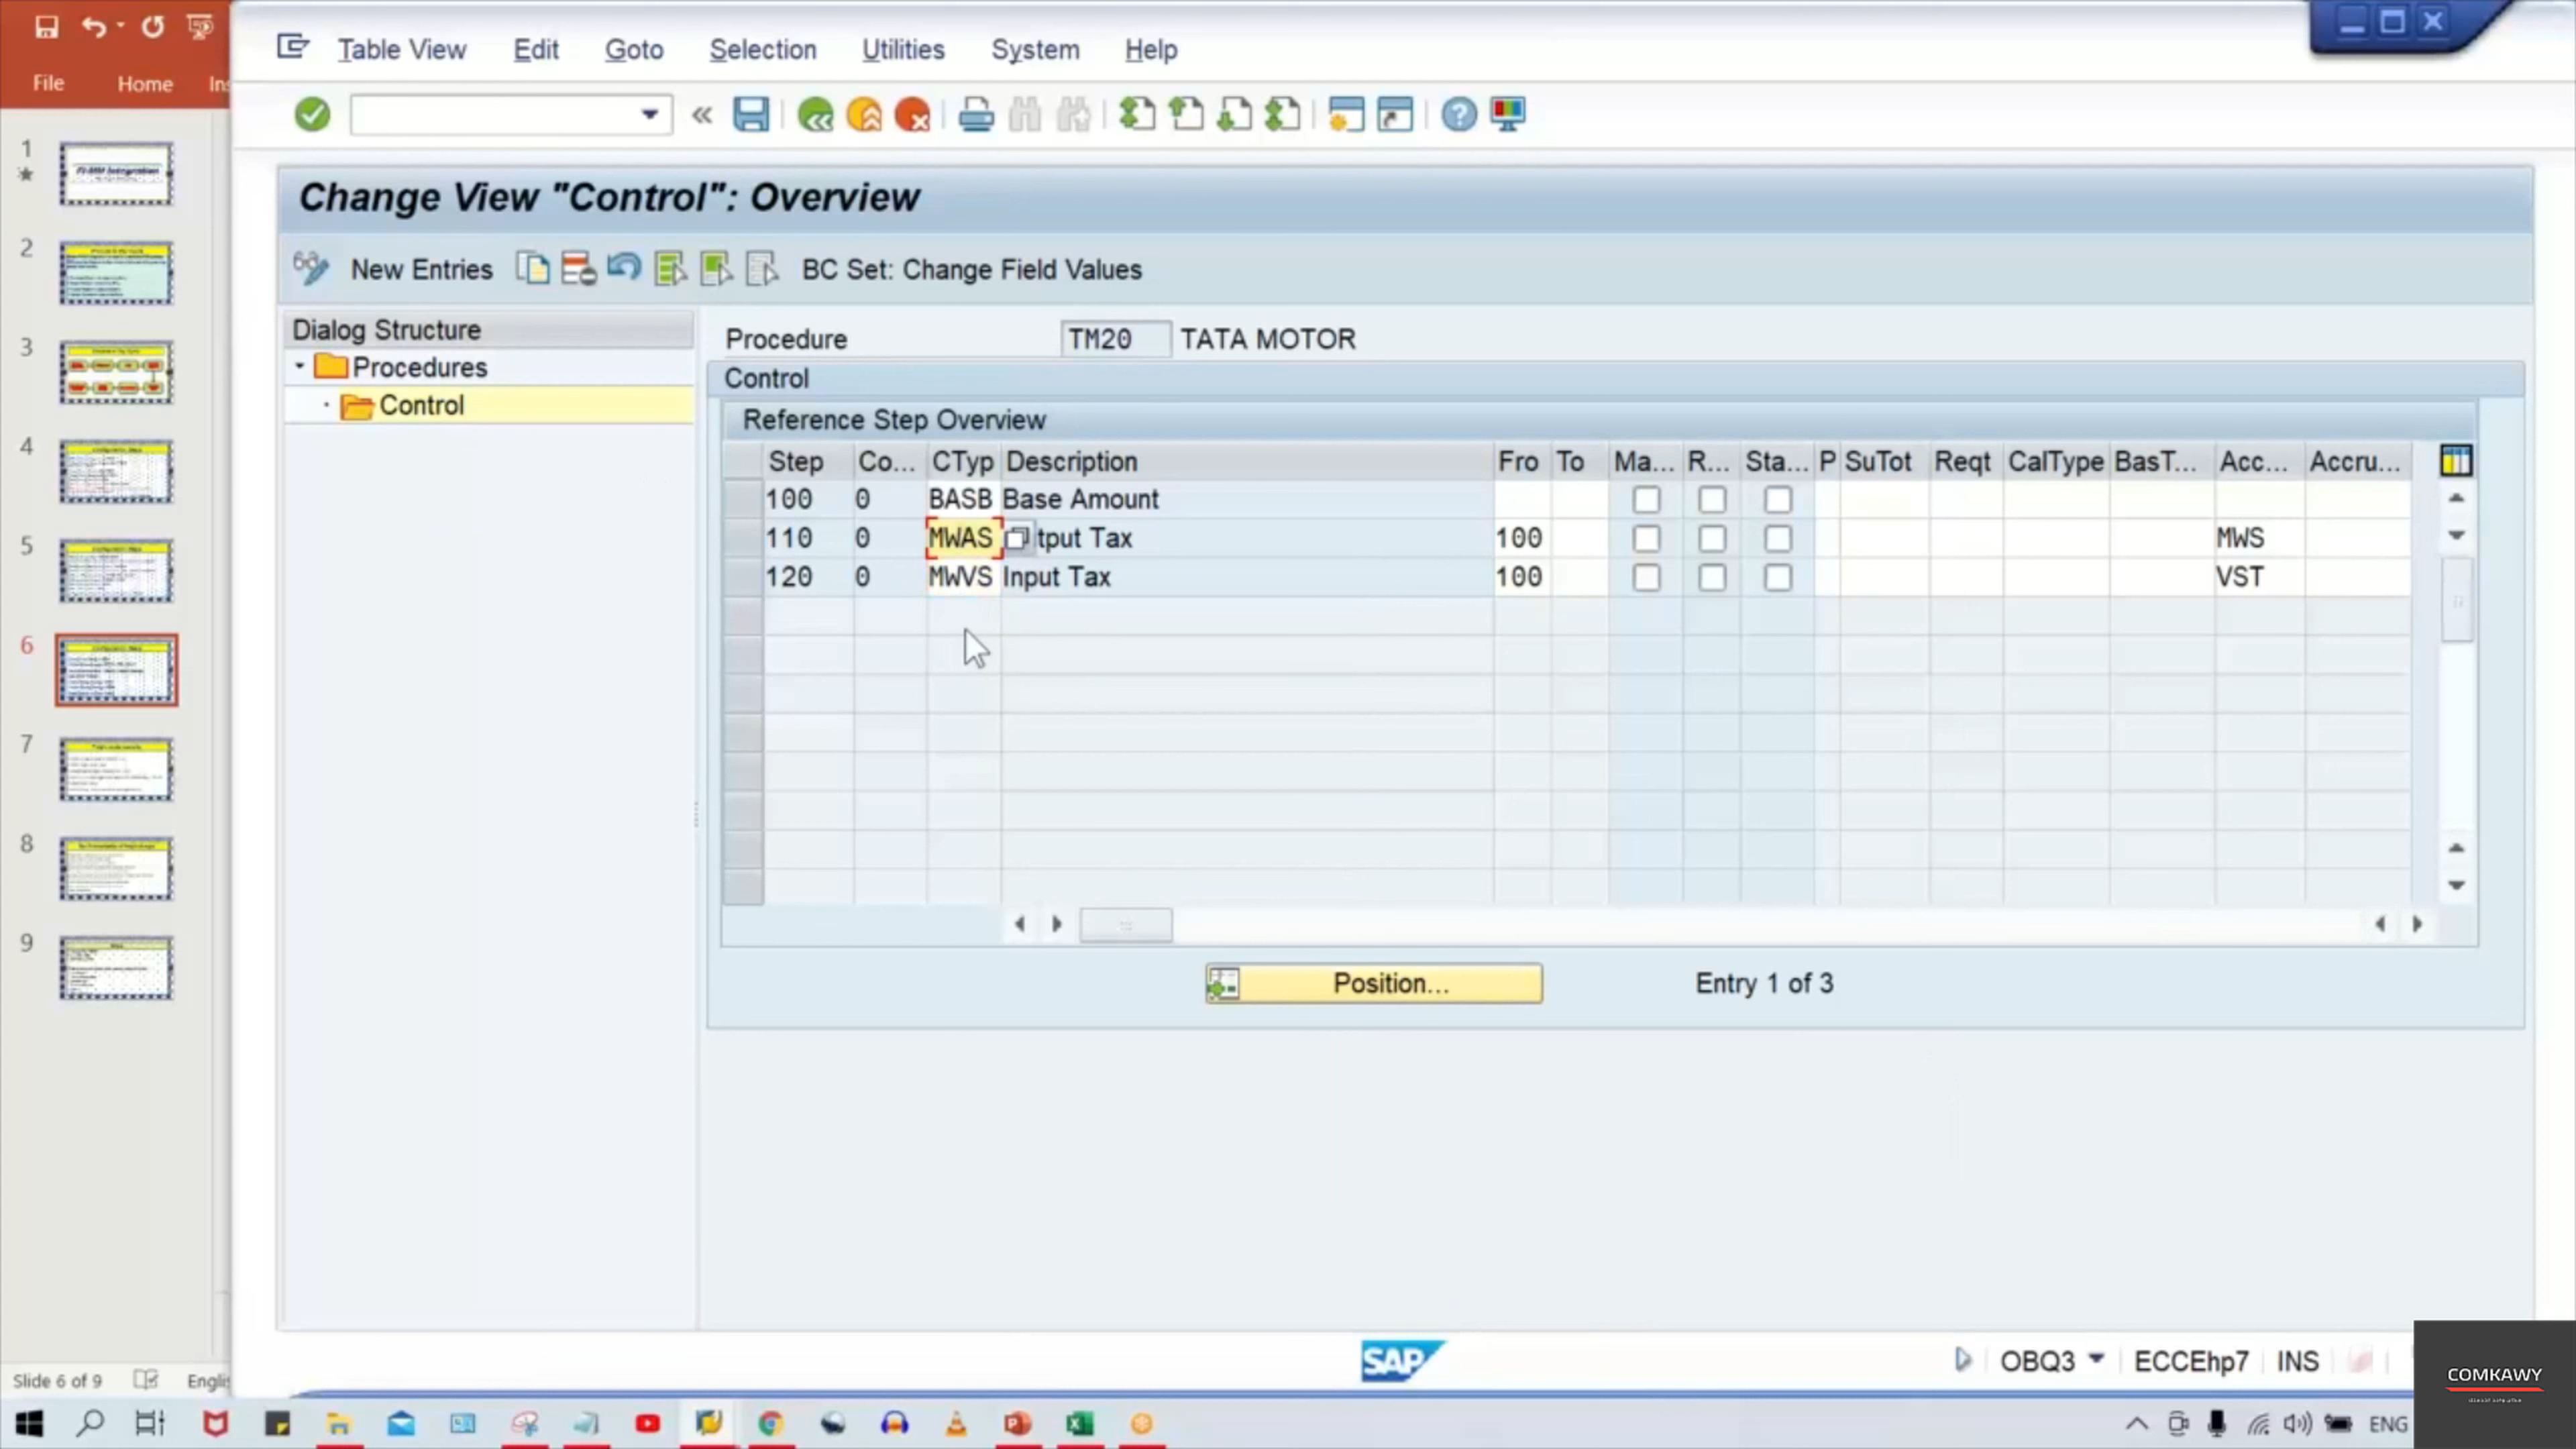 File Home Ins
1
2
3
4
5
6
7
8
9
Slide 6 of 9
Table View Edit Goto Selection Utilities System Help
Change View "Control": Overview
New Entries BC Set: Change Field Values
Dialog Structure
Procedures
Control
Procedure TM20 TATA MOTOR
Control
Reference Step Overview
Step Co... CTyp Description Fro To Ma... R... Sta... P SuTot Reqt CalType BasT... Acc... Accru...
100 0 BASB Base Amount
110 0 MWAS tput Tax 100 MWS
120 0 MWVS Input Tax 100 VST
Position... Entry 1 of 3
SAP OBQ3 ECCEhp7 INS
COMKAWY
ENG